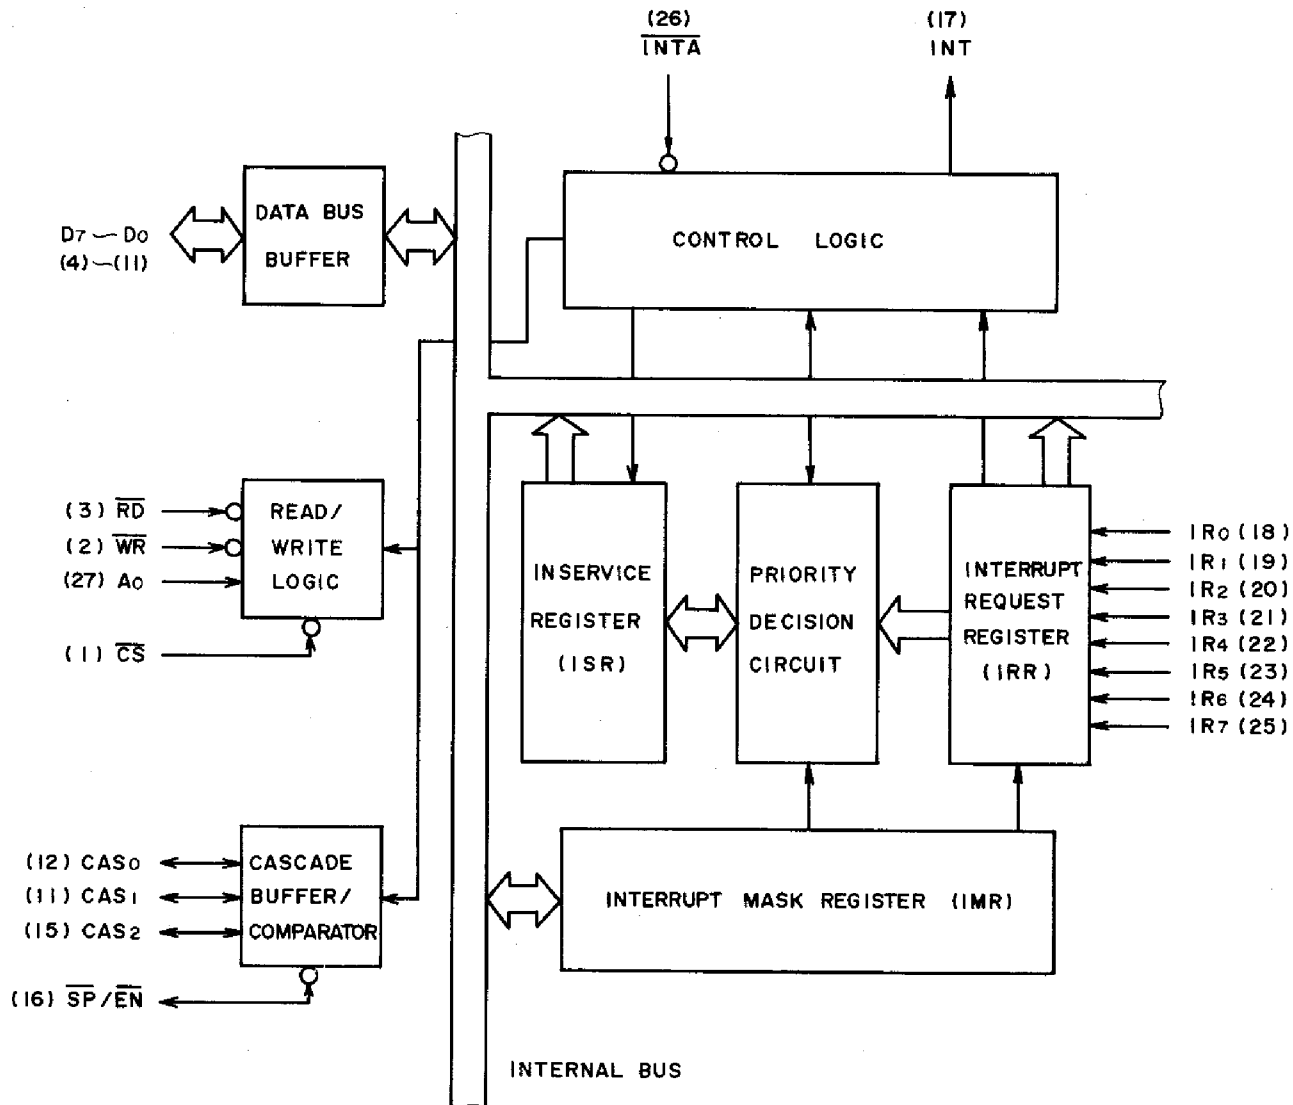 (26)
INTA
(17)
INT
DATA BUS
BUFFER
D7~D0
(4)~(11)
CONTROL LOGIC
(3) RD
(2) WR
(27) A0
(1) CS
READ/
WRITE
LOGIC
INSERVICE
REGISTER
(ISR)
PRIORITY
DECISION
CIRCUIT
INTERRUPT
REQUEST
REGISTER
(IRR)
IR0 (18)
IR1 (19)
IR2 (20)
IR3 (21)
IR4 (22)
IR5 (23)
IR6 (24)
IR7 (25)
(12) CAS0
(11) CAS1
(15) CAS2
(16) SP/EN
CASCADE
BUFFER/
COMPARATOR
INTERRUPT MASK REGISTER (IMR)
INTERNAL BUS